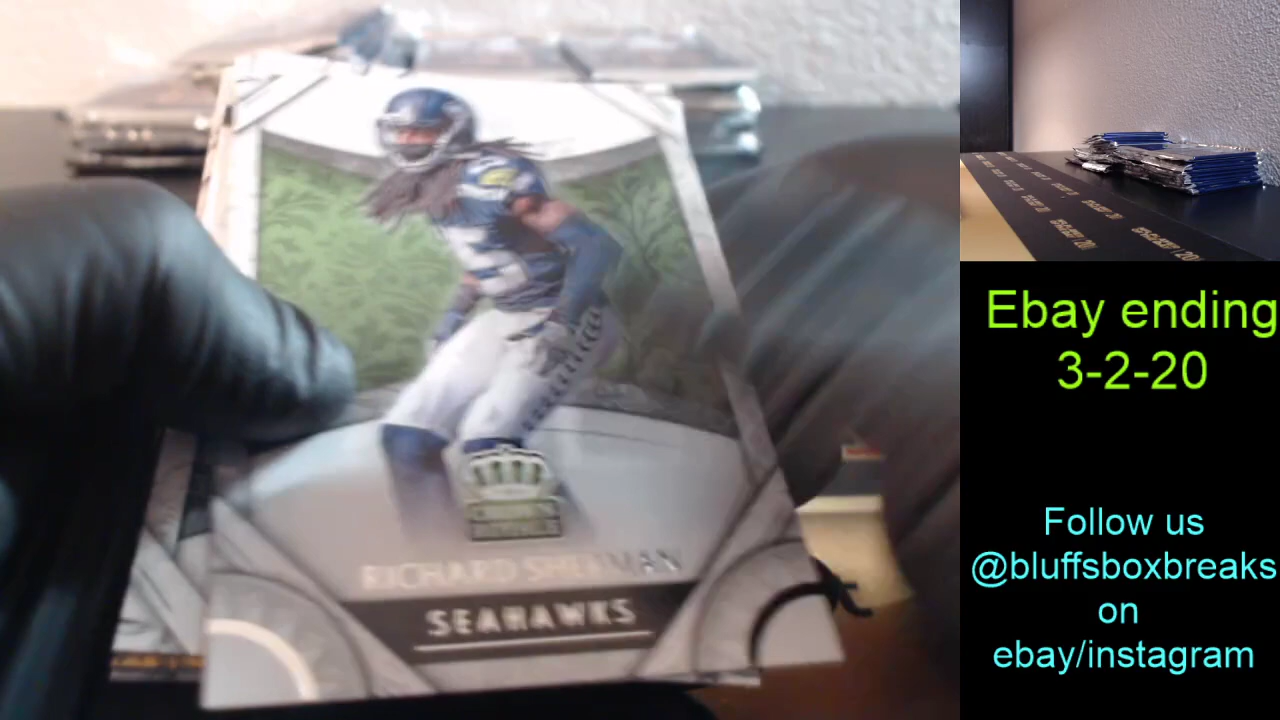 RICHARD SHERMAN
SEAHAWKS
Ebay ending
3-2-20
Follow us
@bluffsboxbreaks
on
ebay/instagram